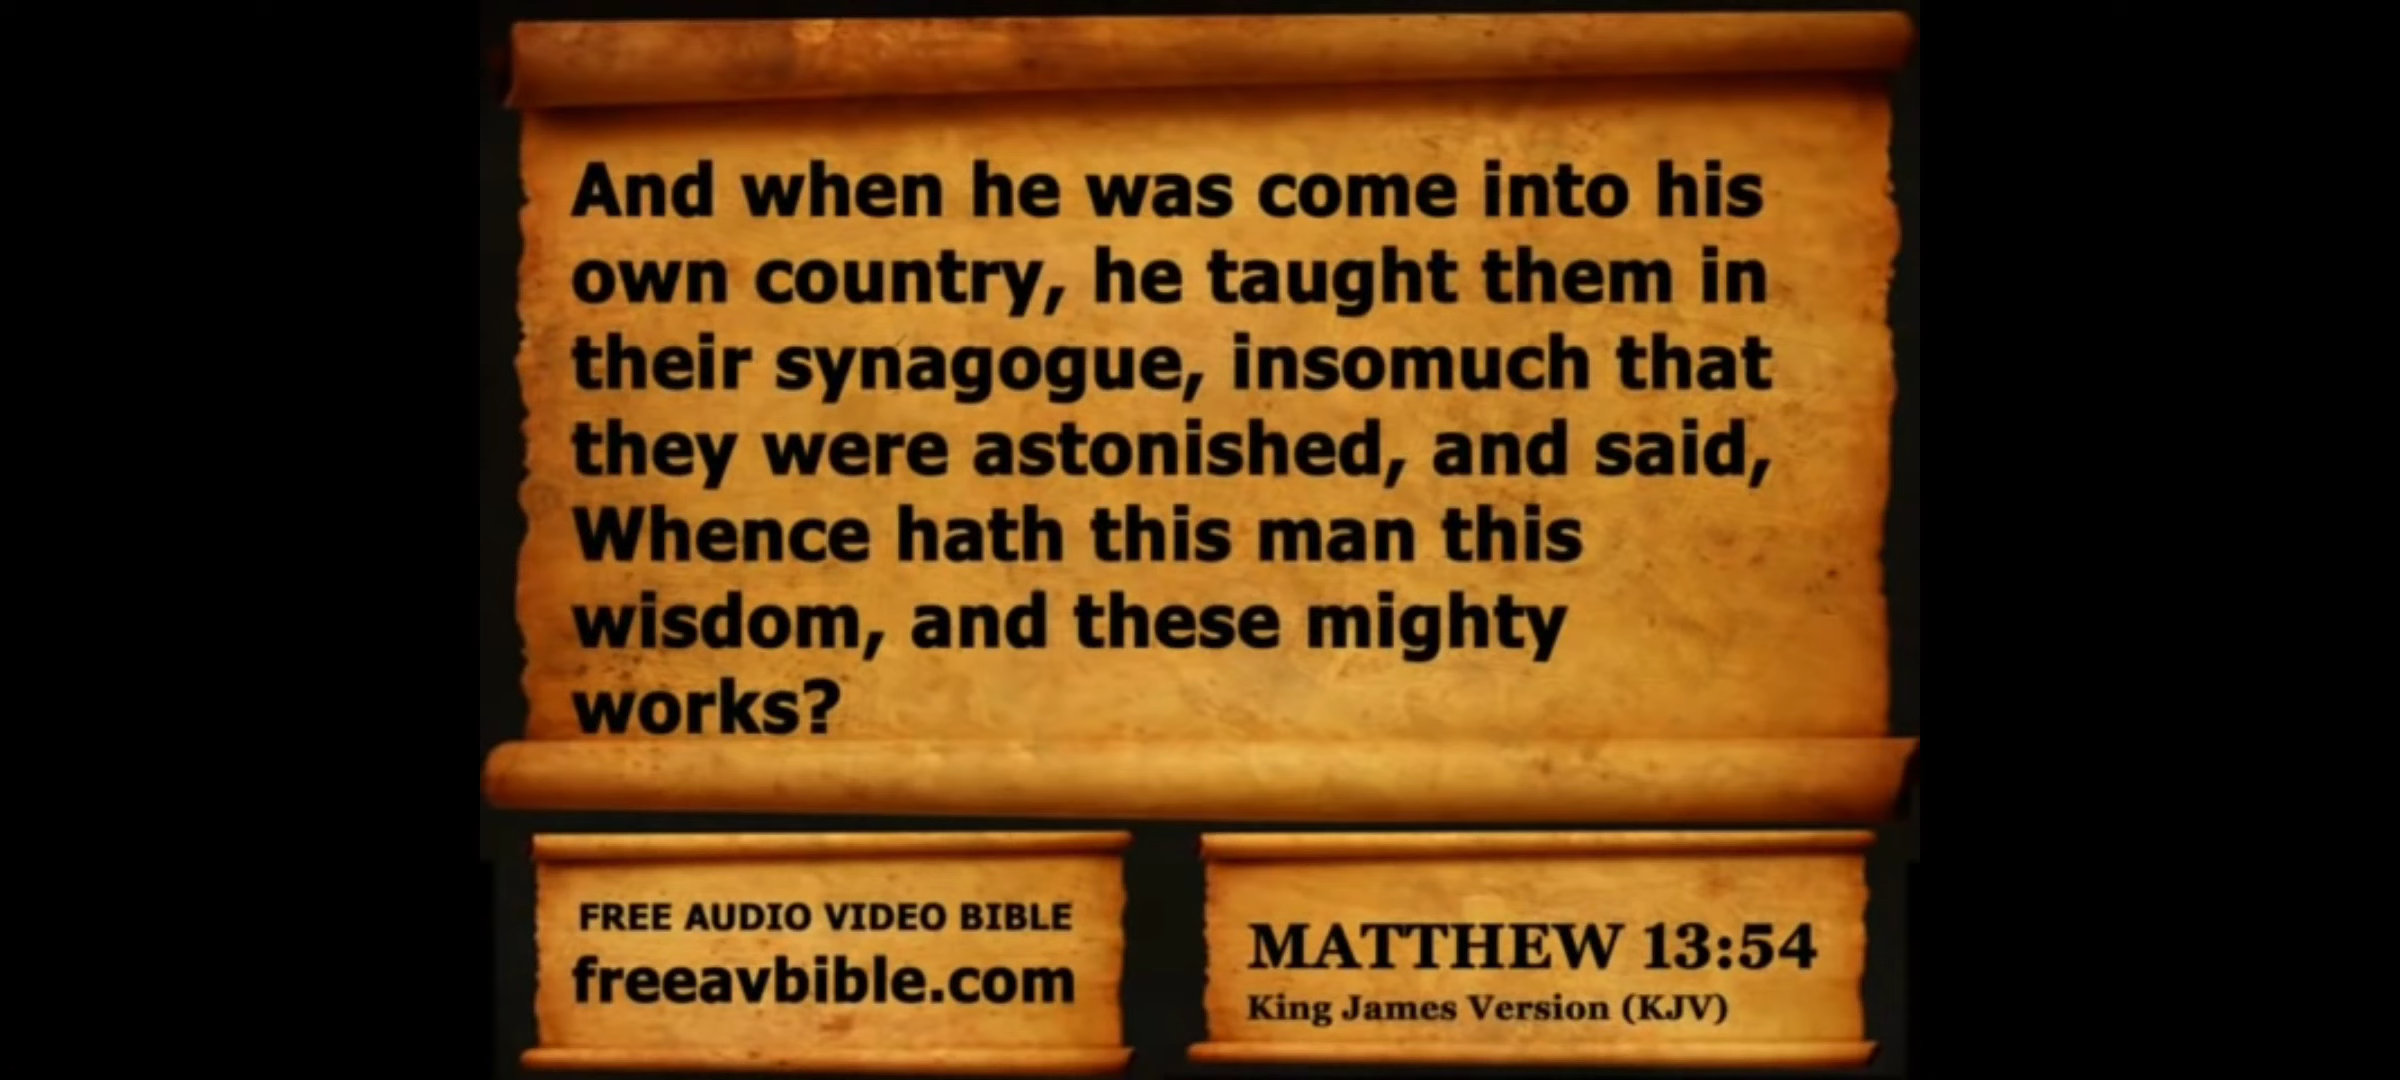 And when he was come into his
own country, he taught them in
their synagogue, insomuch that
they were astonished, and said,
Whence hath this man this
wisdom, and these mighty
works?
FREE AUDIO VIDEO BIBLE
freeavbible.com
MATTHEW 13:54
King James Version (KJV)